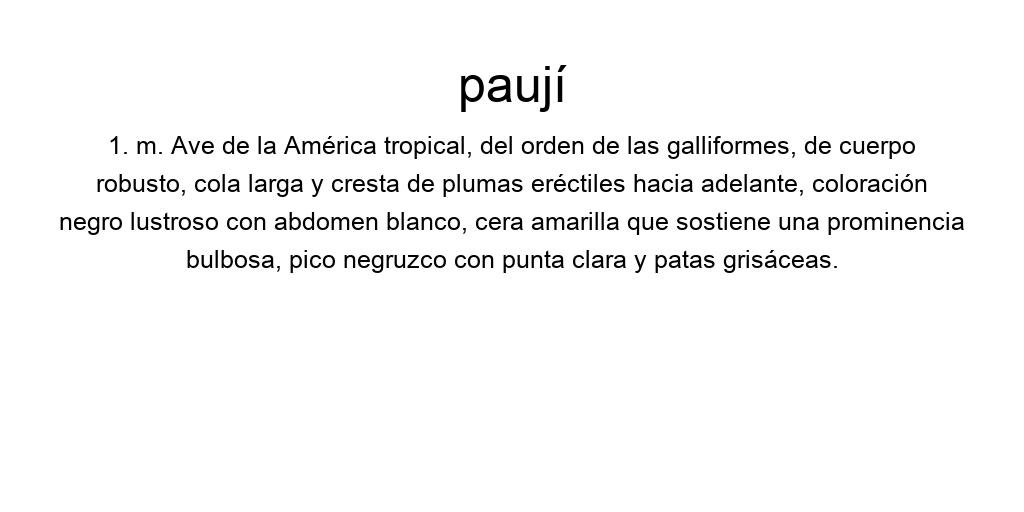 paují
1. m. Ave de la América tropical, del orden de las galliformes, de cuerpo
robusto, cola larga y cresta de plumas eréctiles hacia adelante, coloración
negro lustroso con abdomen blanco, cera amarilla que sostiene una prominencia
bulbosa, pico negruzco con punta clara y patas grisáceas.